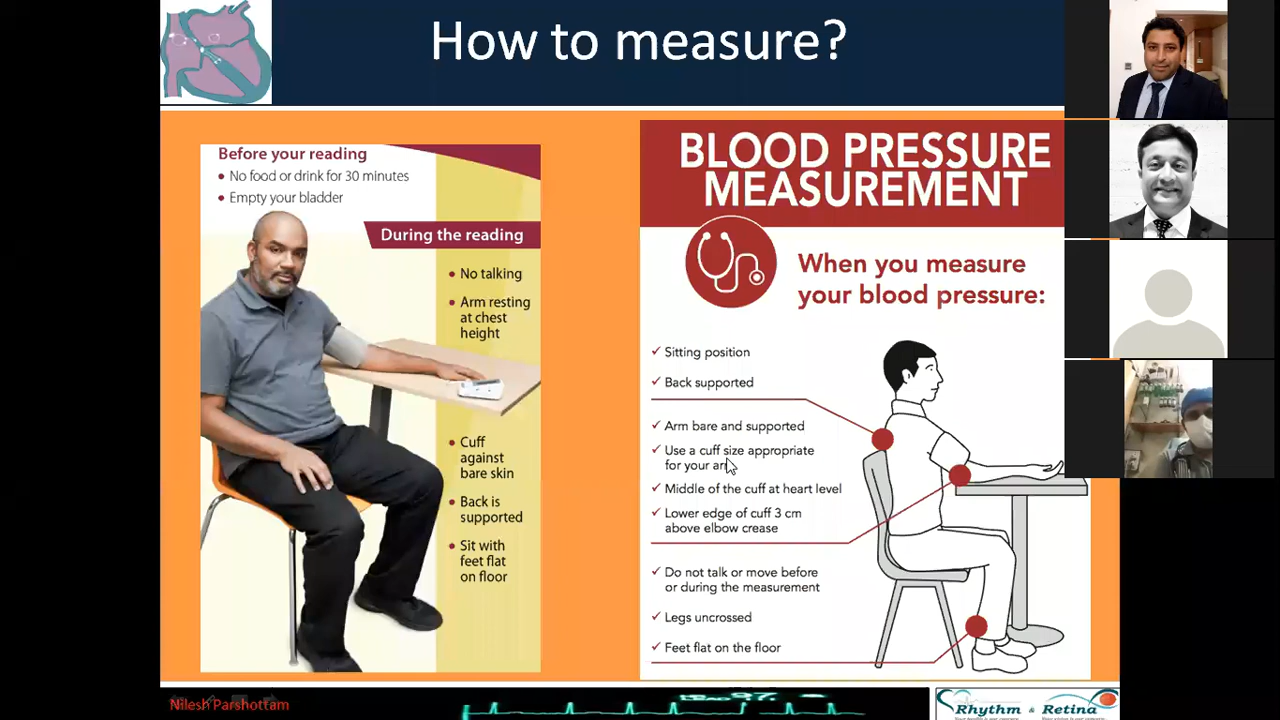 How to measure?
Before your reading
• No food or drink for 30 minutes
• Empty your bladder
During the reading
• No talking
• Arm resting
at chest
height
• Cuff
against
bare skin
• Back is
supported
• Sit with
feet flat
on floor
BLOOD PRESSURE
MEASUREMENT
When you measure
your blood pressure:
✓ Sitting position
✓ Back supported
✓ Arm bare and supported
✓ Use a cuff size appropriate
for your
✓ Middle of the cuff at heart level
✓ Lower edge of cuff 3 cm
above elbow crease
✓ Do not talk or move before
or during the measurement
✓ Legs uncrossed
✓ Feet flat on the floor
Nilesh Parshottam
Rhythm & Retina